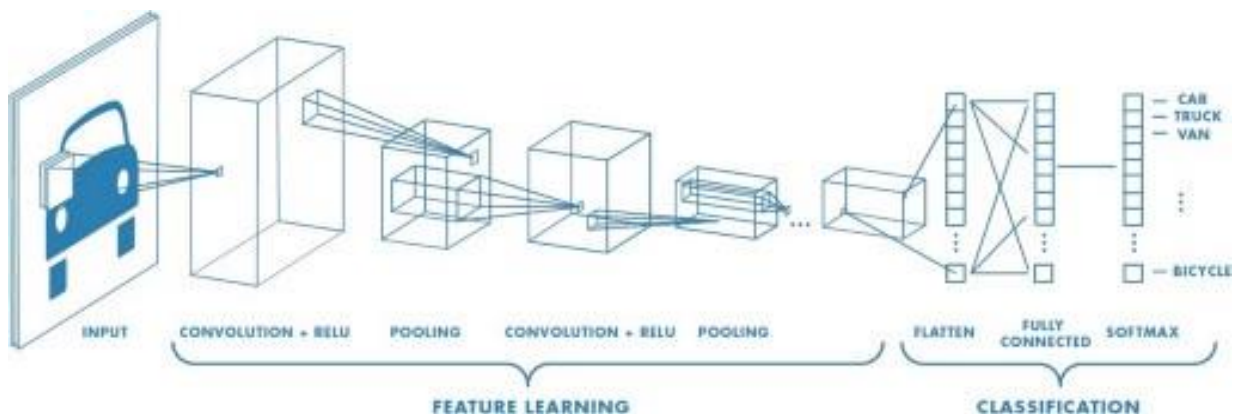 CAR
TRUCK
VAN
BICYCLE
INPUT
CONVOLUTION + RELU
POOLING
CONVOLUTION + RELU
POOLING
FLATTEN
FULLY
CONNECTED
SOFTMAX
FEATURE LEARNING
CLASSIFICATION